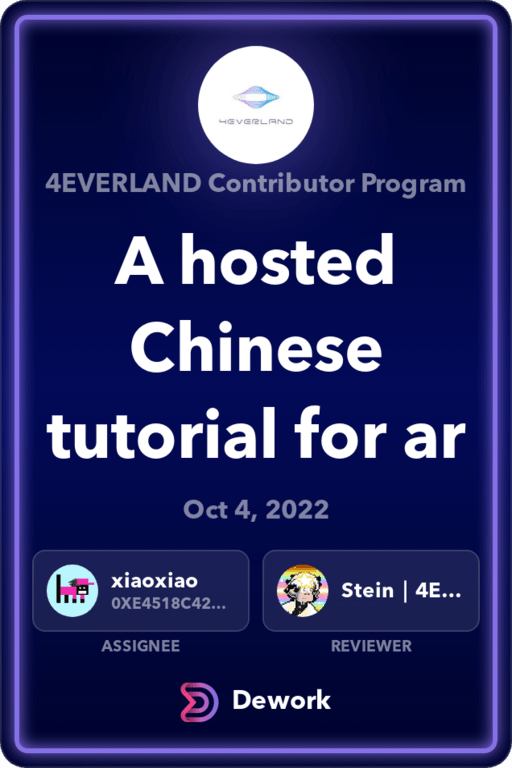 4EVERLAND
4EVERLAND Contributor Program
A hosted
Chinese
tutorial for ar
Oct 4, 2022
xiaoxiao
0XE4518C42...
ASSIGNEE
Stein | 4E...
REVIEWER
Dework